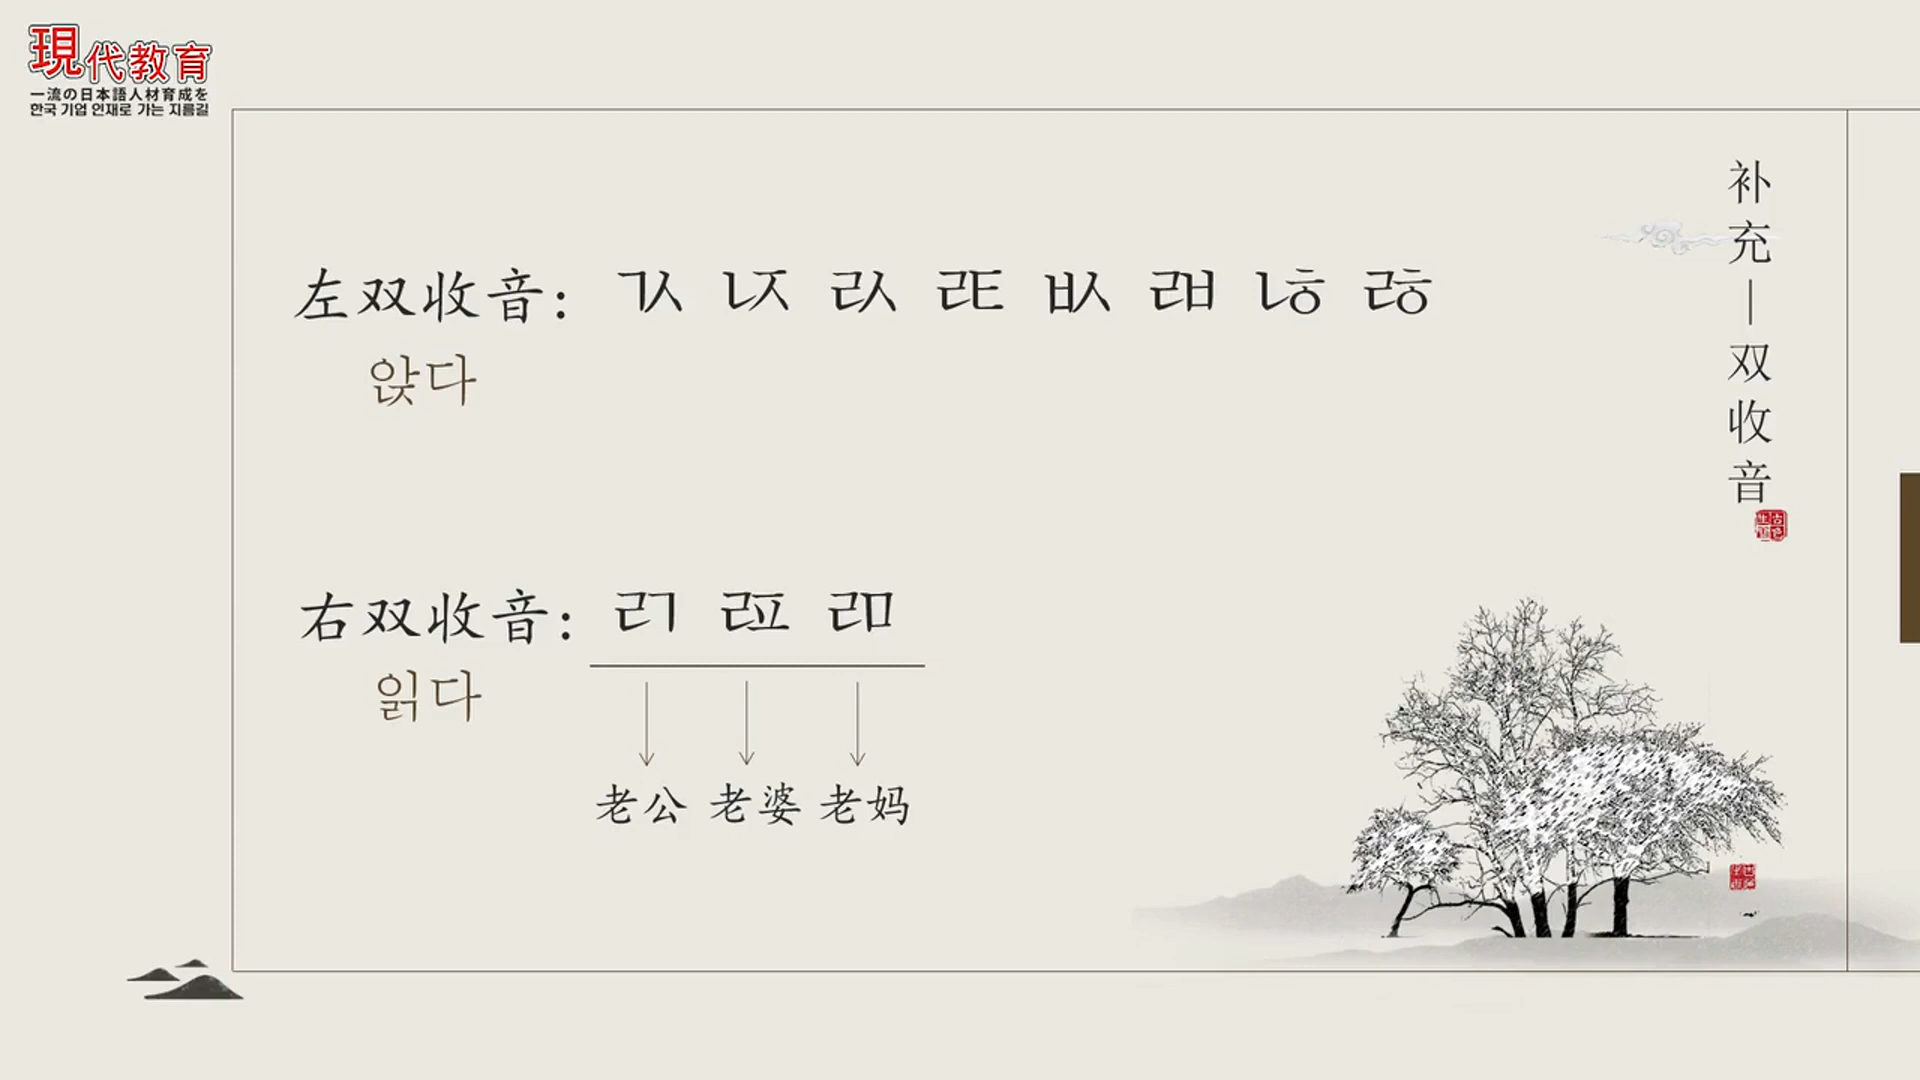 現代教育
一流の日本語人材育成を
한국 기업 인재로 가는 지름길
补充—双收音
左双收音: ㄳ ㄵ ㄽ ㄾ ㅄ ㄼ ㄶ ㅀ
앉다
右双收音: ㄺ ㄿ ㄻ
읽다
老公 老婆 老妈